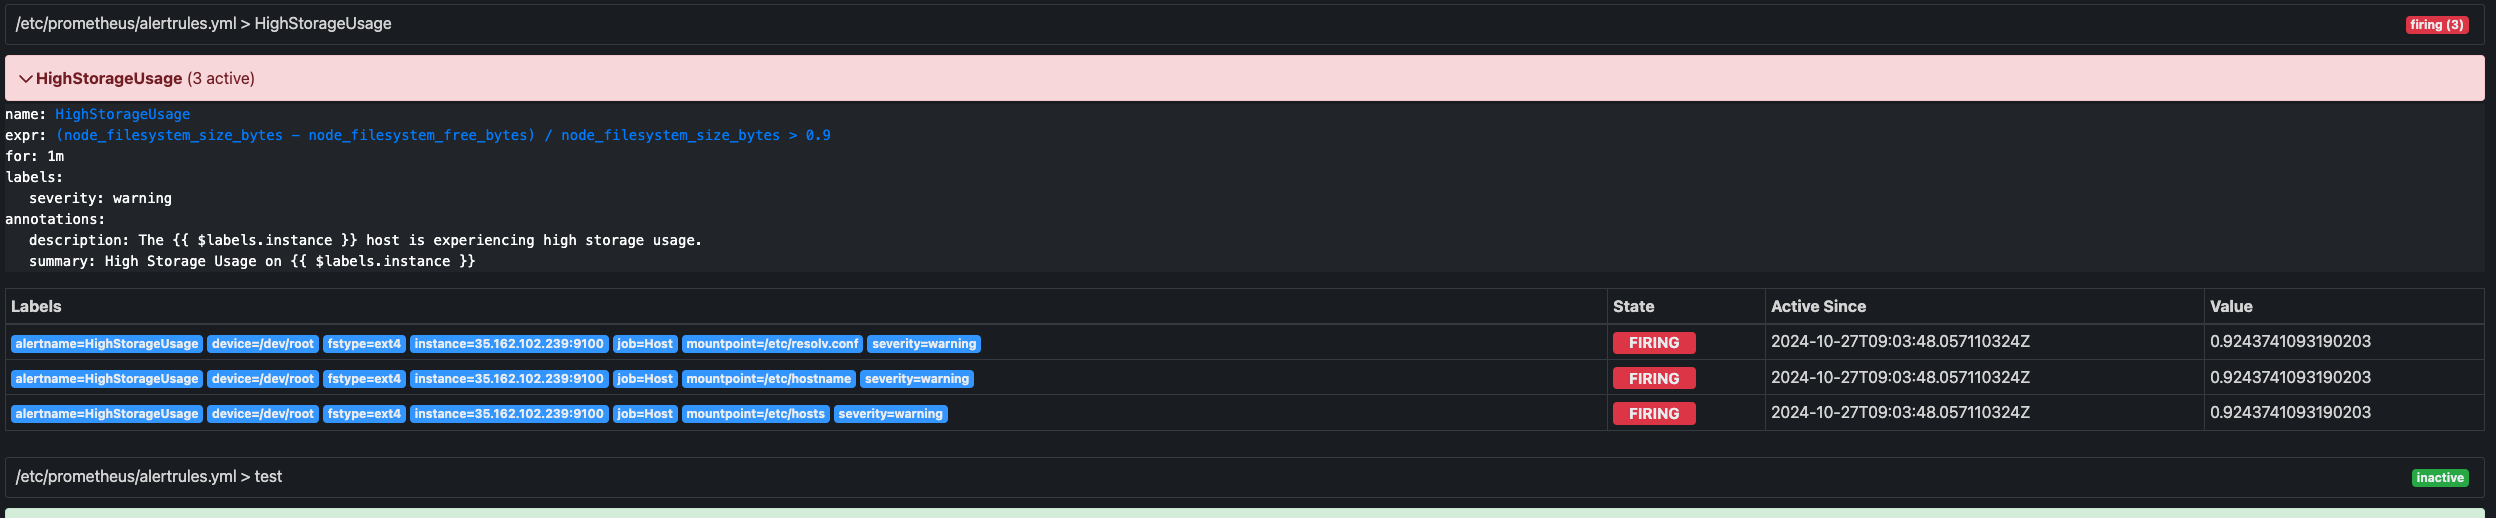 /etc/prometheus/alertrules.yml > HighStorageUsage firing (3)
HighStorageUsage (3 active)
name: HighStorageUsage
expr: (node_filesystem_size_bytes - node_filesystem_free_bytes) / node_filesystem_size_bytes > 0.9
for: 1m
labels:
severity: warning
annotations:
description: The {{ $labels.instance }} host is experiencing high storage usage.
summary: High Storage Usage on {{ $labels.instance }}
Labels State Active Since Value
alertname=HighStorageUsage device=/dev/root fstype=ext4 instance=35.162.102.239:9100 job=Host mountpoint=/etc/resolv.conf severity=warning FIRING 2024-10-27T09:03:48.057110324Z 0.9243741093190203
alertname=HighStorageUsage device=/dev/root fstype=ext4 instance=35.162.102.239:9100 job=Host mountpoint=/etc/hostname severity=warning FIRING 2024-10-27T09:03:48.057110324Z 0.9243741093190203
alertname=HighStorageUsage device=/dev/root fstype=ext4 instance=35.162.102.239:9100 job=Host mountpoint=/etc/hosts severity=warning FIRING 2024-10-27T09:03:48.057110324Z 0.9243741093190203
/etc/prometheus/alertrules.yml > test inactive